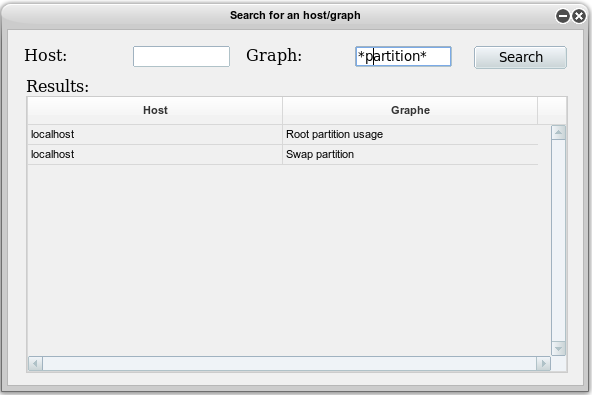 Search for an host/graph
Host: Graph: *partition* Search
Results:
Host Graphe
localhost Root partition usage
localhost Swap partition